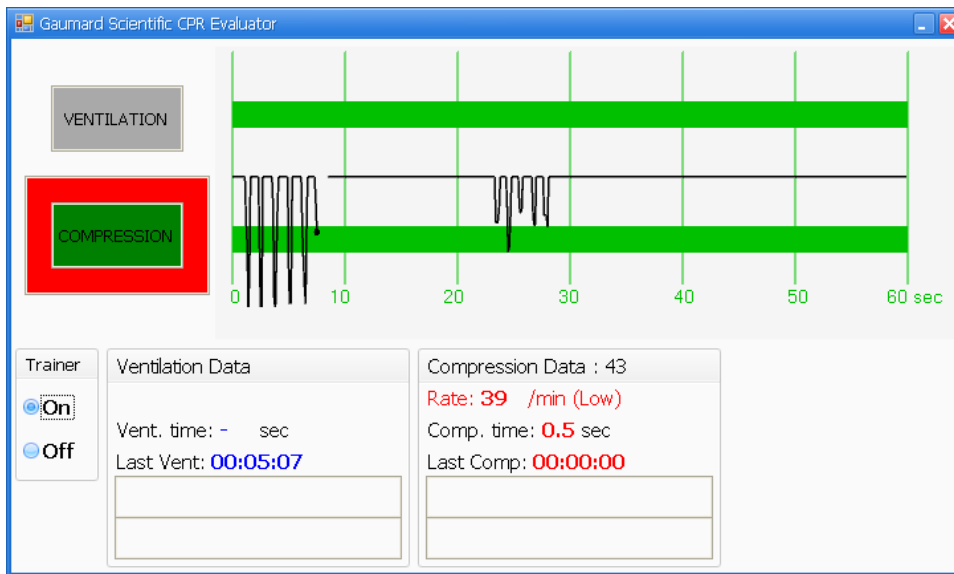 Gaumard Scientific CPR Evaluator
VENTILATION
COMPRESSION
0 10 20 30 40 50 60 sec
Trainer
On
Off
Ventilation Data
Vent. time: - sec
Last Vent: 00:05:07
Compression Data : 43
Rate: 39 /min (Low)
Comp. time: 0.5 sec
Last Comp: 00:00:00